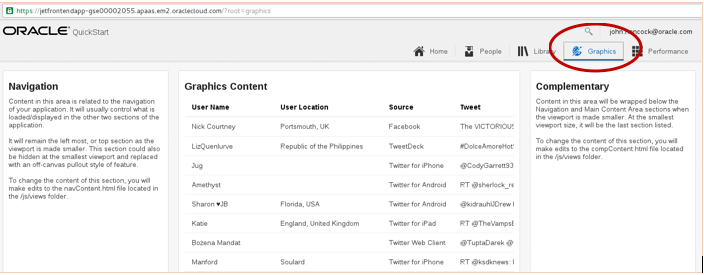 https://jetfrontendapp-gse00002055.apaas.em2.oraclecloud.com/?root=graphics
ORACLE® QuickStart
john.hancock@oracle.com
Home People Library Graphics Performance
Navigation
Content in this area is related to the navigation
of your application. It will usually control what is
loaded/displayed in the other two sections of the
application.
It will remain the left most, or top section as the
viewport is made smaller. This section could also
be hidden at the smallest viewport and replaced
with an off-canvas pullout style of feature.
To change the content of this section, you will
make edits to the navContent.html file located in
the /js/views folder.
Graphics Content
User Name User Location Source Tweet
Nick Courtney Portsmouth, UK Facebook The VICTORIOUS
LizQuenlurve Republic of the Philippines TweetDeck #DolceAmoreHot
Jug Twitter for iPhone @CodyGarrett93
Amethyst Twitter for Android RT @sherlock_re
Sharon ♥JB Florida, USA Twitter for Android @kidrauhlJDrew
Katie England, United Kingdom Twitter for iPad RT @TheVamps
Bożena Mandat Twitter Web Client @TuptaDarek @
Manford Soulard Twitter for iPhone RT @ksdknews:
Complementary
Content in this area will be wrapped below the
Navigation and Main Content Area sections when
the viewport is made smaller. At the smallest
viewport size, it will be the last section listed.
To change the content of this section, you will
make edits to the compContent.html file located
in the /js/views folder.